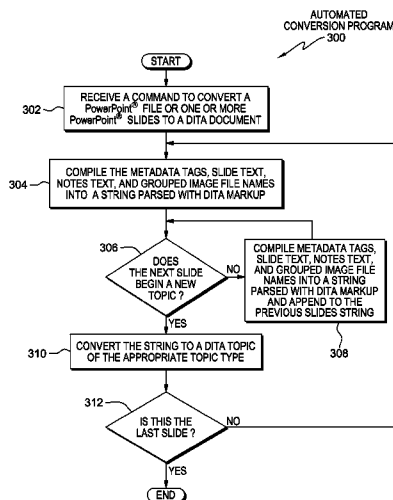 AUTOMATED
CONVERSION PROGRAM
300
START
302
RECEIVE A COMMAND TO CONVERT A
PowerPoint® FILE OR ONE OR MORE
PowerPoint® SLIDES TO A DITA DOCUMENT
304
COMPILE THE METADATA TAGS, SLIDE TEXT,
NOTES TEXT, AND GROUPED IMAGE FILE NAMES
INTO A STRING PARSED WITH DITA MARKUP
306
DOES
THE NEXT SLIDE
BEGIN A NEW
TOPIC ?
NO
YES
COMPILE METADATA TAGS,
SLIDE TEXT, NOTES TEXT,
AND GROUPED IMAGE FILE
NAMES INTO A STRING
PARSED WITH DITA MARKUP
AND APPEND TO THE
PREVIOUS SLIDES STRING
308
310
CONVERT THE STRING TO A DITA TOPIC
OF THE APPROPRIATE TOPIC TYPE
312
IS THIS THE
LAST SLIDE ?
NO
YES
END